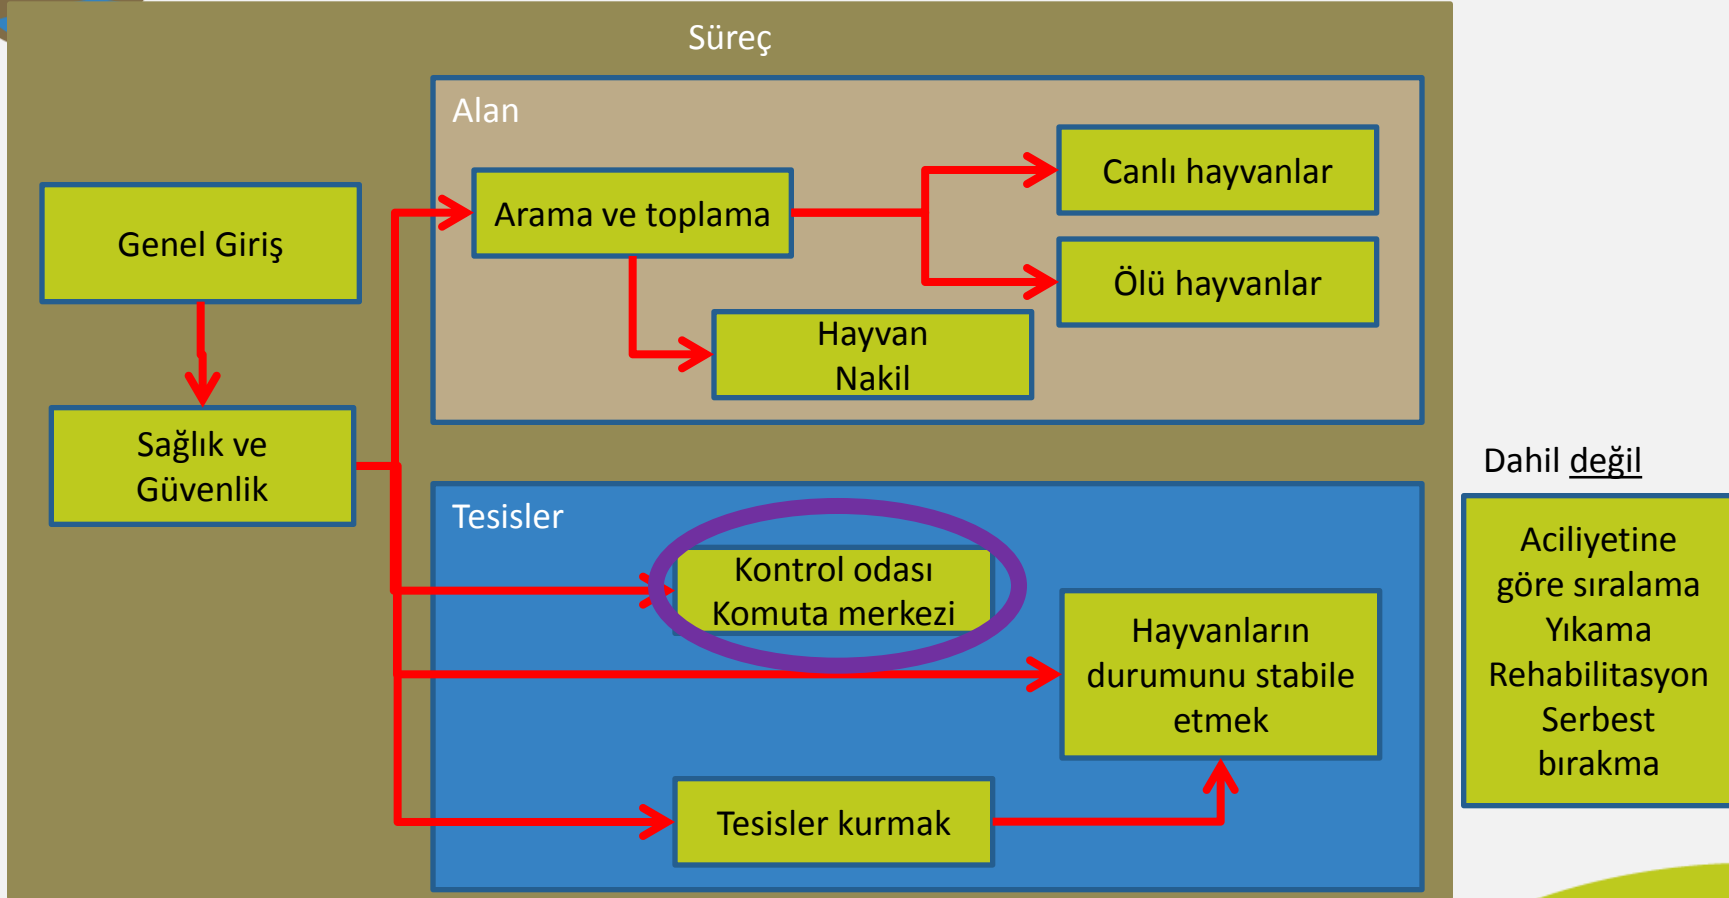 Süreç
Alan
Genel Giriş
Arama ve toplama
Canlı hayvanlar
Ölü hayvanlar
Hayvan
Nakil
Sağlık ve
Güvenlik
Tesisler
Kontrol odası
Komuta merkezi
Hayvanların
durumunu stabile
etmek
Tesisler kurmak
Dahil değil
Aciliyetine
göre sıralama
Yıkama
Rehabilitasyon
Serbest
bırakma